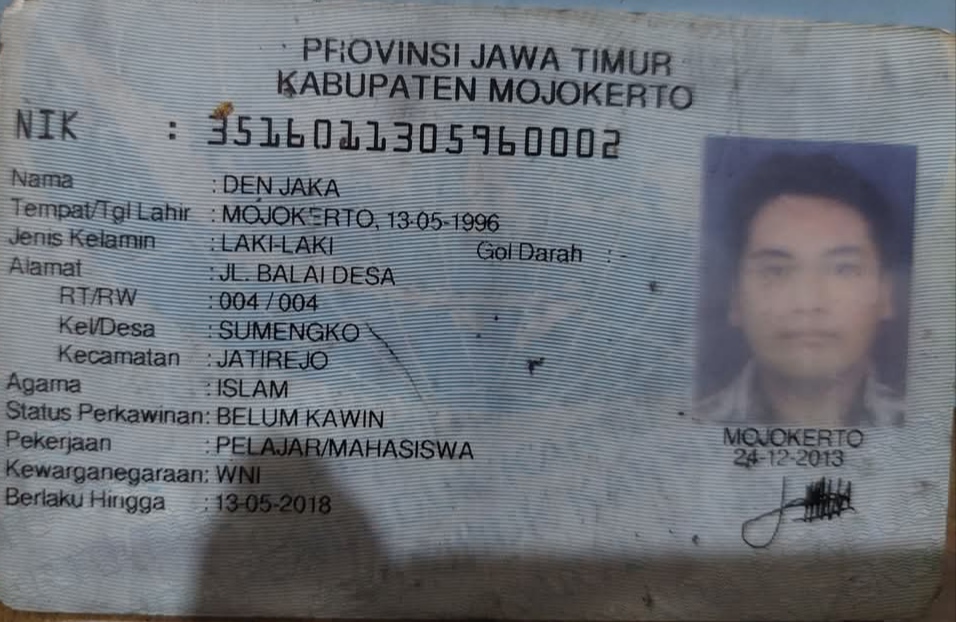 PROVINSI JAWA TIMUR
KABUPATEN MOJOKERTO
NIK : 3516011305960002
Nama : DEN JAKA
Tempat/Tgl Lahir : MOJOKERTO, 13-05-1996
Jenis Kelamin : LAKI-LAKI Gol Darah : -
Alamat : JL. BALAI DESA
RT/RW : 004 / 004
Kel/Desa : SUMENGKO
Kecamatan : JATIREJO
Agama : ISLAM
Status Perkawinan: BELUM KAWIN
Pekerjaan : PELAJAR/MAHASISWA
Kewarganegaraan: WNI
Berlaku Hingga : 13-05-2018
MOJOKERTO
24-12-2013